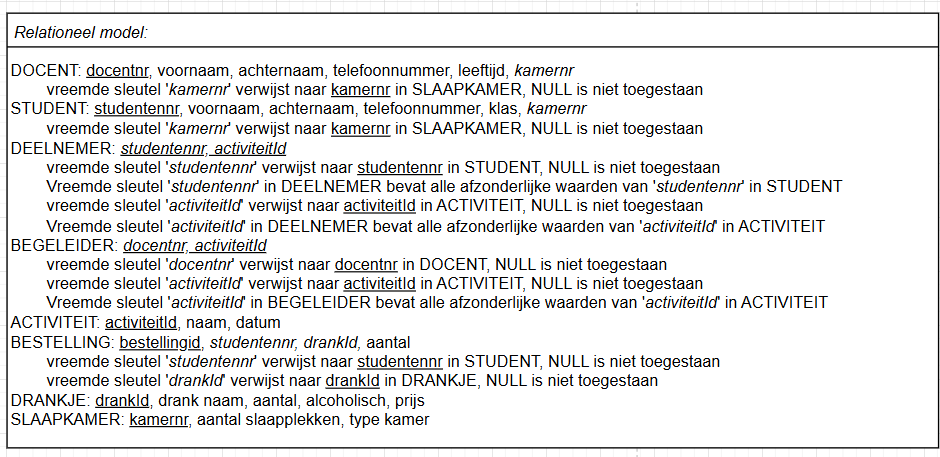 Relationeel model:
DOCENT: docentnr, voornaam, achternaam, telefoonnummer, leeftijd, kamernr
vreemde sleutel 'kamernr' verwijst naar kamernr in SLAAPKAMER, NULL is niet toegestaan
STUDENT: studentennr, voornaam, achternaam, telefoonnummer, klas, kamernr
vreemde sleutel 'kamernr' verwijst naar kamernr in SLAAPKAMER, NULL is niet toegestaan
DEELNEMER: studentennr, activiteitId
vreemde sleutel 'studentennr' verwijst naar studentennr in STUDENT, NULL is niet toegestaan
Vreemde sleutel 'studentennr' in DEELNEMER bevat alle afzonderlijke waarden van 'studentennr' in STUDENT
vreemde sleutel 'activiteitId' verwijst naar activiteitId in ACTIVITEIT, NULL is niet toegestaan
Vreemde sleutel 'activiteitId' in DEELNEMER bevat alle afzonderlijke waarden van 'activiteitId' in ACTIVITEIT
BEGELEIDER: docentnr, activiteitId
vreemde sleutel 'docentnr' verwijst naar docentnr in DOCENT, NULL is niet toegestaan
vreemde sleutel 'activiteitId' verwijst naar activiteitId in ACTIVITEIT, NULL is niet toegestaan
Vreemde sleutel 'activiteitId' in BEGELEIDER bevat alle afzonderlijke waarden van 'activiteitId' in ACTIVITEIT
ACTIVITEIT: activiteitId, naam, datum
BESTELLING: bestellingid, studentennr, drankId, aantal
vreemde sleutel 'studentennr' verwijst naar studentennr in STUDENT, NULL is niet toegestaan
vreemde sleutel 'drankId' verwijst naar drankId in DRANKJE, NULL is niet toegestaan
DRANKJE: drankId, drank naam, aantal, alcoholisch, prijs
SLAAPKAMER: kamernr, aantal slaapplekken, type kamer